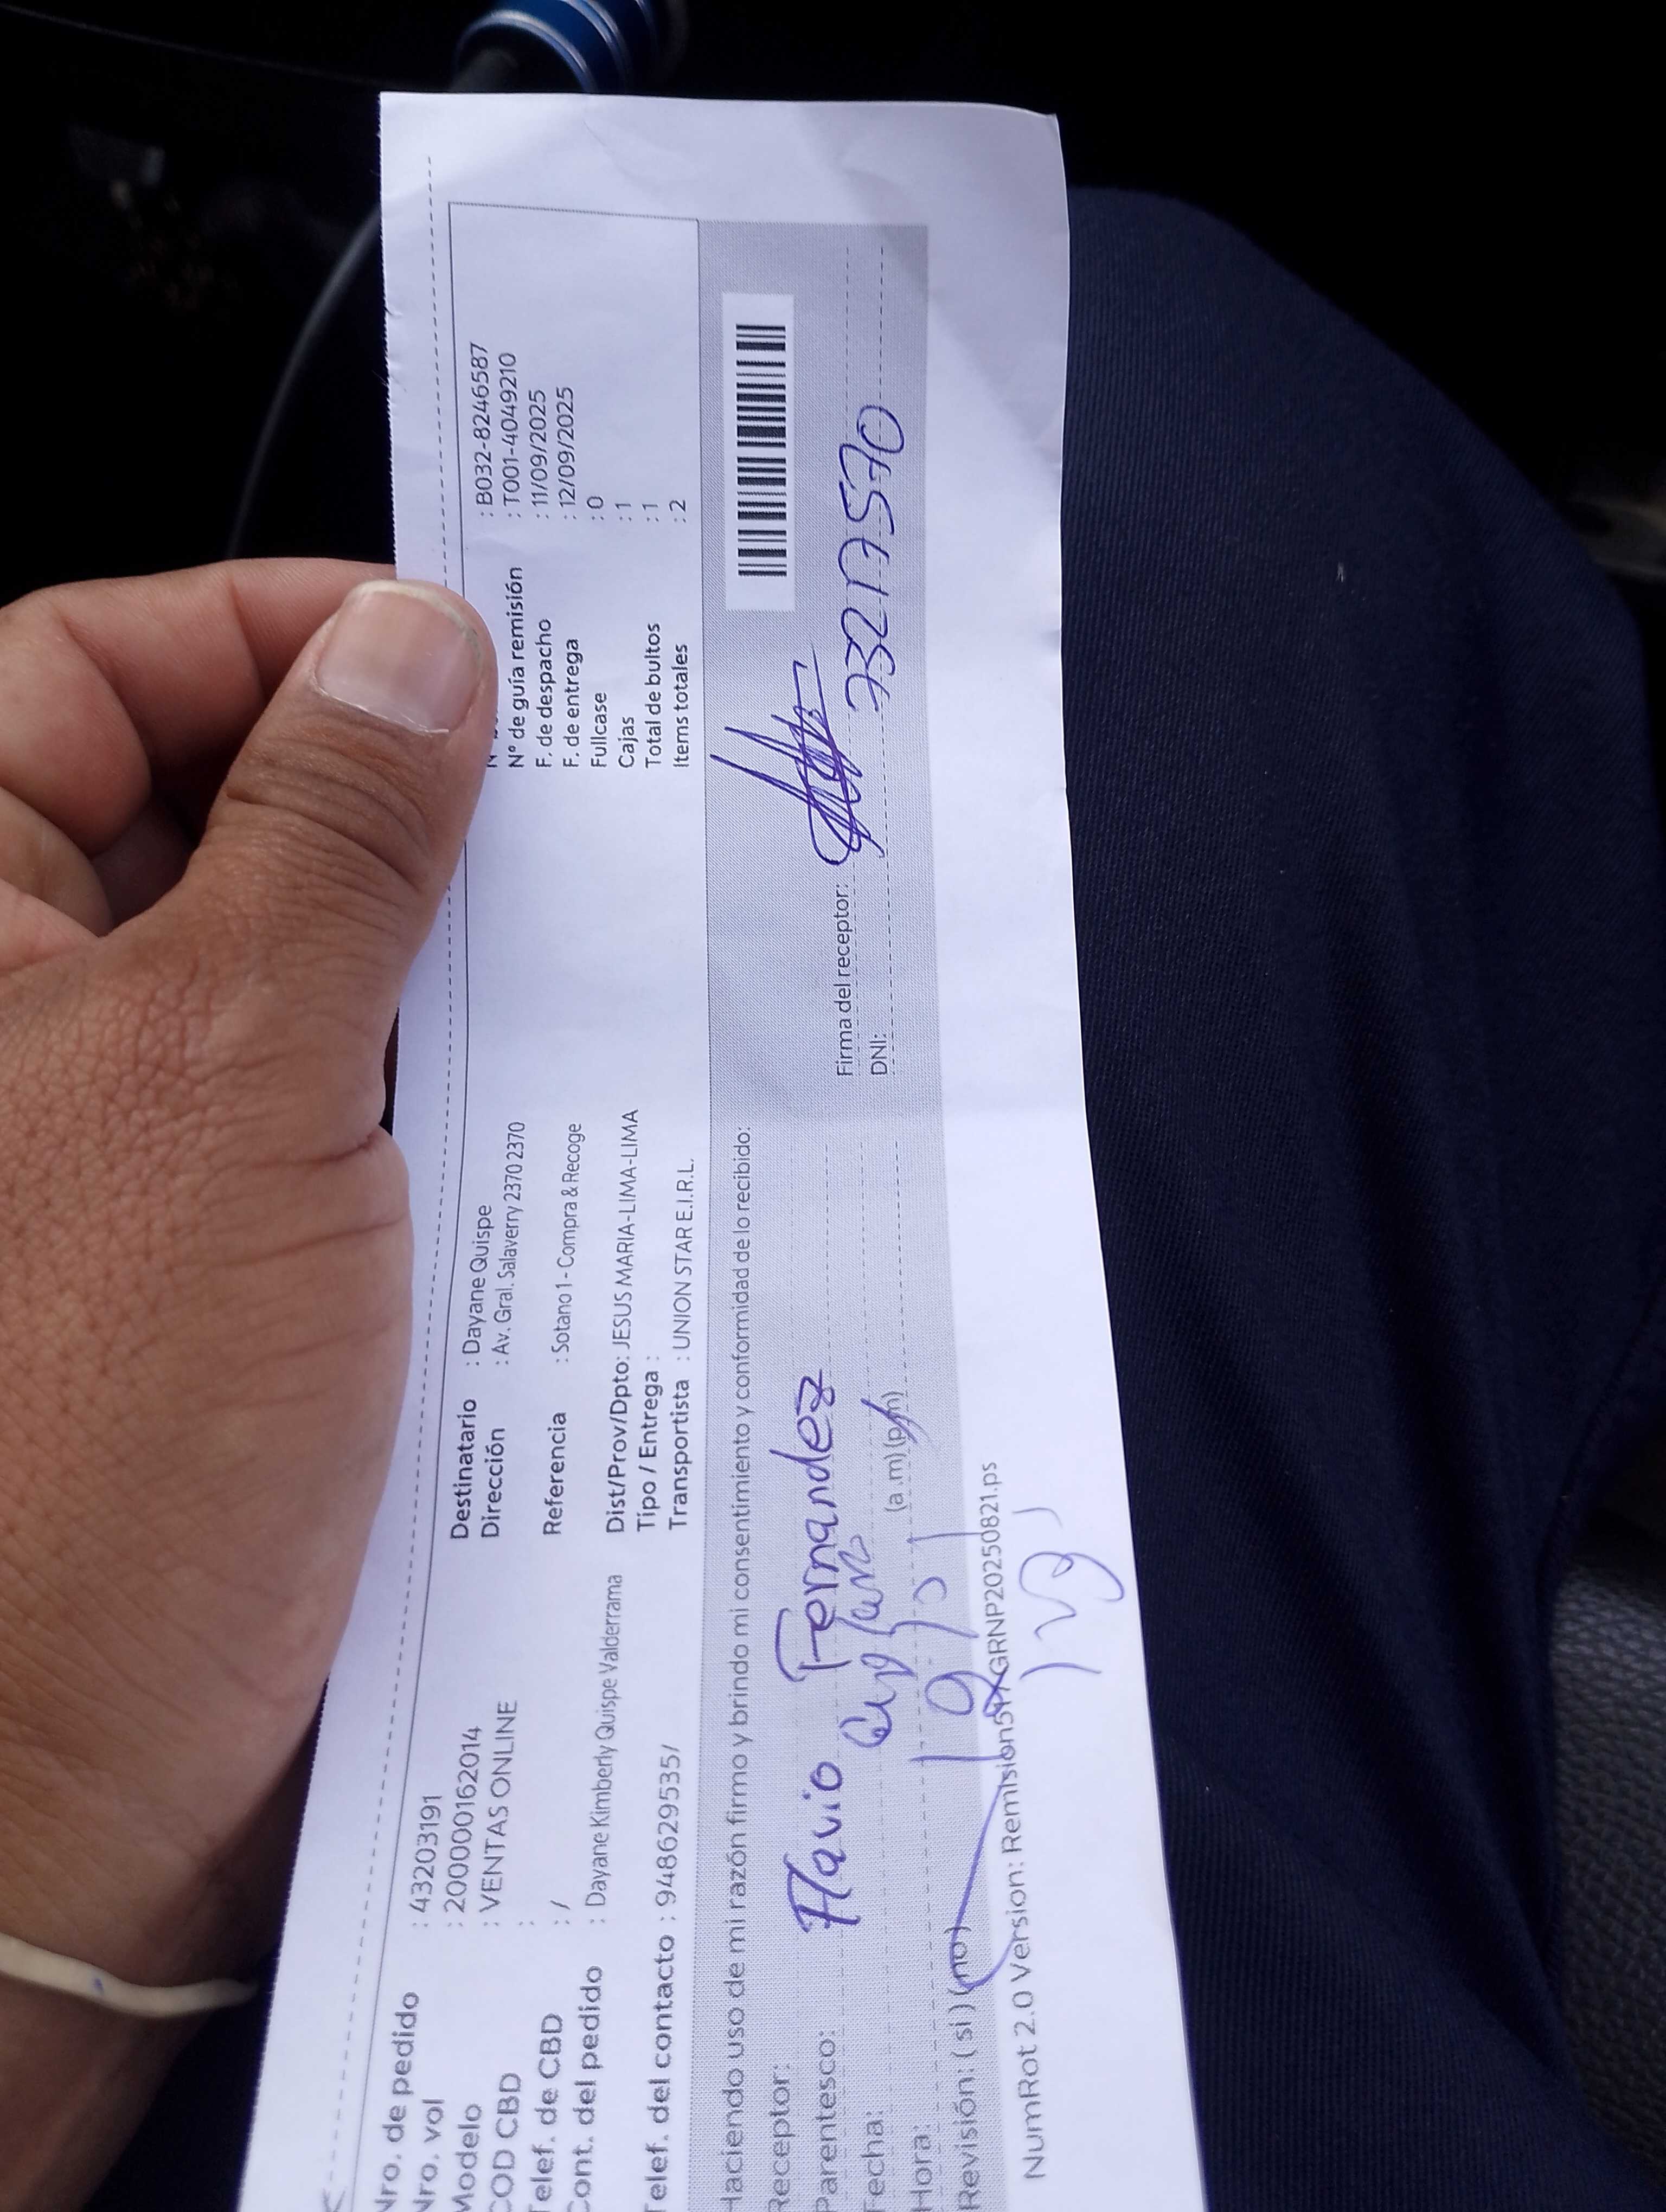 Nro. de pedido : 43203191
Nro. vol : 2000000162014
Modelo : VENTAS ONLINE
COD CBD :
Telef. de CBD : /
Cont. del pedido : Dayane Kimberly Quispe Valderrama
Telef. del contacto : 948629535/
Destinatario : Dayane Quispe
Dirección : Av. Gral. Salaverry 2370 2370
Referencia : Sotano 1 - Compra & Recoge
Dist/Prov/Dpto: JESUS MARIA-LIMA-LIMA
Tipo / Entrega :
Transportista : UNION STAR E.I.R.L.
: B032-8246587
N° de guía remisión : T001-4049210
F. de despacho : 11/09/2025
F. de entrega : 12/09/2025
Fullcase : 0
Cajas : 1
Total de bultos : 1
Items totales : 2
Haciendo uso de mi razón firmo y brindo mi consentimiento y conformidad de lo recibido:
Receptor: Flavio Fernandez
Parentesco:
Fecha:
Hora: (a.m) (p.m)
Revisión: ( si ) (no)
Firma del receptor:
DNI: 73217570
NumRot 2.0 Version: GRNP20250821.ps